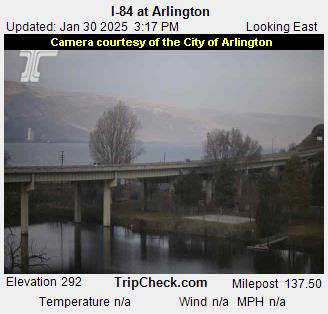 I-84 at Arlington
Updated: Jan 30 2025 3:17 PM Looking East
Camera courtesy of the City of Arlington
Elevation 292 TripCheck.com Milepost 137.50
Temperature n/a Wind n/a MPH n/a